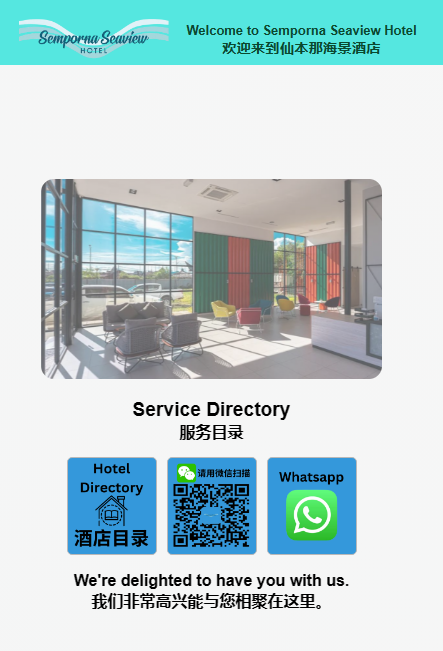 Semporna Seaview
HOTEL
Welcome to Semporna Seaview Hotel
欢迎来到仙本那海景酒店
Service Directory
服务目录
Hotel
Directory
酒店目录
请用微信扫描
Whatsapp
We're delighted to have you with us.
我们非常高兴能与您相聚在这里。